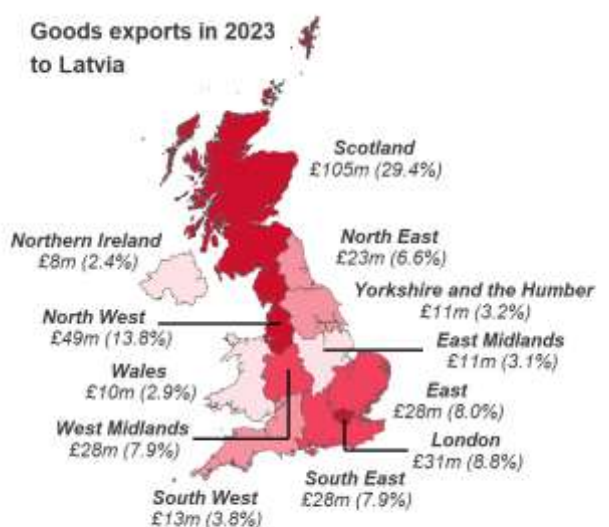 Goods exports in 2023
to Latvia
Scotland
£105m (29.4%)
Northern Ireland
£8m (2.4%)
North East
£23m (6.6%)
Yorkshire and the Humber
£11m (3.2%)
North West
£49m (13.8%)
East Midlands
£11m (3.1%)
Wales
£10m (2.9%)
East
£28m (8.0%)
West Midlands
£28m (7.9%)
London
£31m (8.8%)
South East
£28m (7.9%)
South West
£13m (3.8%)